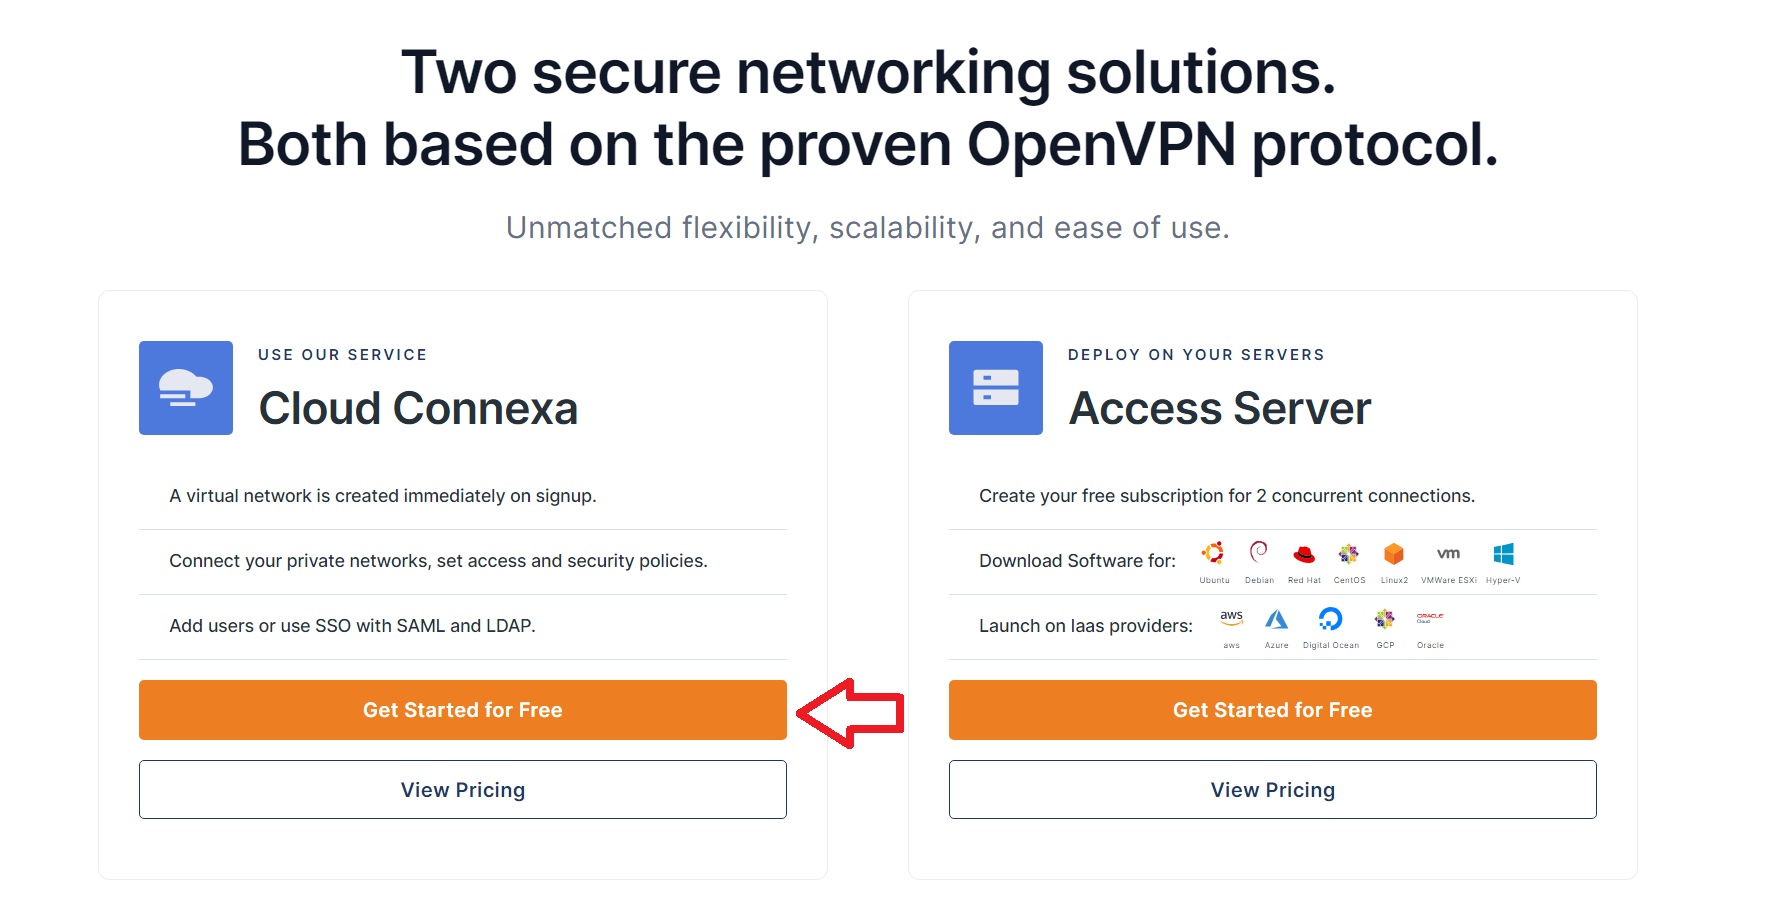 Two secure networking solutions.
Both based on the proven OpenVPN protocol.
Unmatched flexibility, scalability, and ease of use.
USE OUR SERVICE
Cloud Connexa
A virtual network is created immediately on signup.
Connect your private networks, set access and security policies.
Add users or use SSO with SAML and LDAP.
Get Started for Free
View Pricing
DEPLOY ON YOUR SERVERS
Access Server
Create your free subscription for 2 concurrent connections.
Download Software for:
vm
Ubuntu Debian Red Hat CentOS Linux2 VMWare ESXi Hyper-V
Launch on Iaas providers:
aws
ORACLE
Cloud
aws Azure Digital Ocean GCP Oracle
Get Started for Free
View Pricing